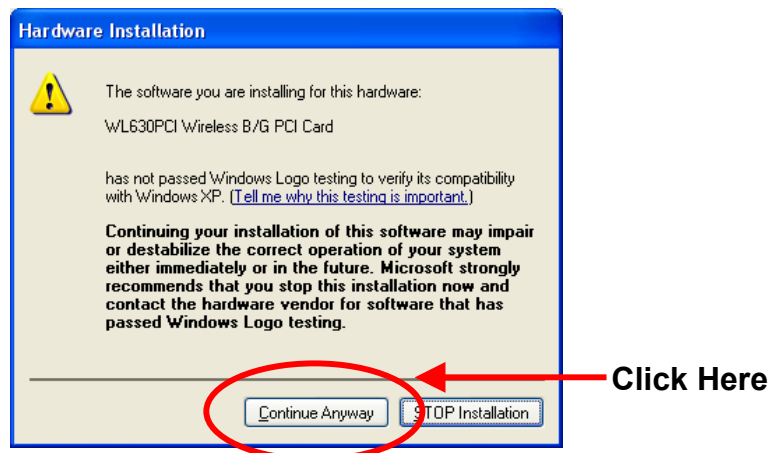 Hardware Installation
The software you are installing for this hardware:
WL630PCI Wireless B/G PCI Card
has not passed Windows Logo testing to verify its compatibility
with Windows XP. (Tell me why this testing is important.)
Continuing your installation of this software may impair
or destabilize the correct operation of your system
either immediately or in the future. Microsoft strongly
recommends that you stop this installation now and
contact the hardware vendor for software that has
passed Windows Logo testing.
Click Here
Continue Anyway
STOP Installation